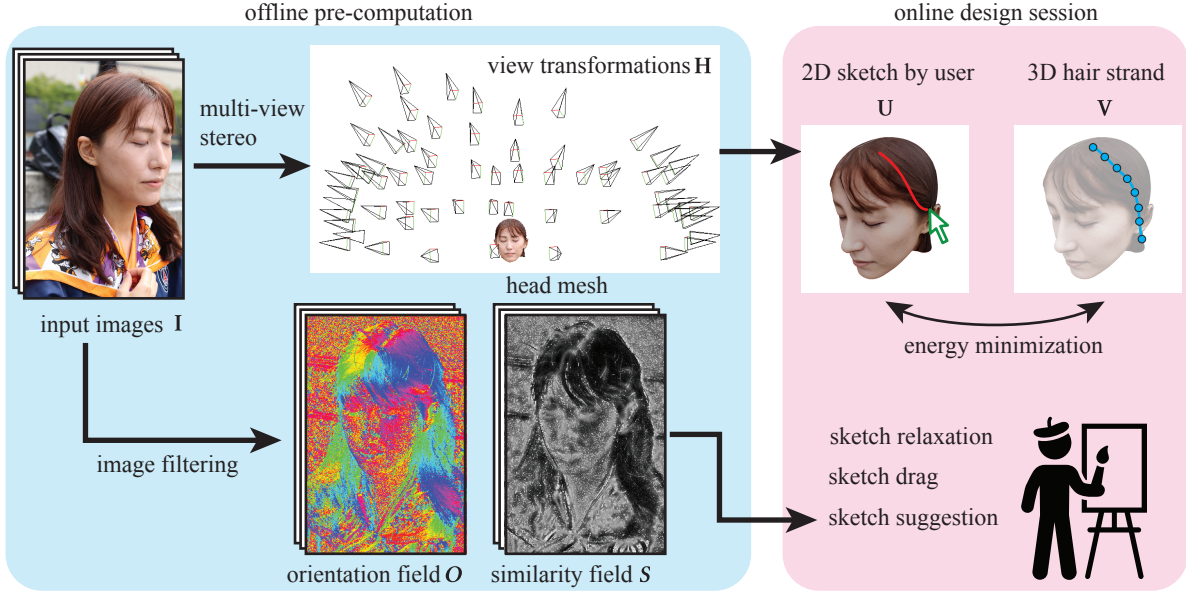 offline pre-computation
online design session
view transformations H
multi-view
stereo
input images I
head mesh
image filtering
orientation field O
similarity field S
2D sketch by user
U
3D hair strand
V
energy minimization
sketch relaxation
sketch drag
sketch suggestion